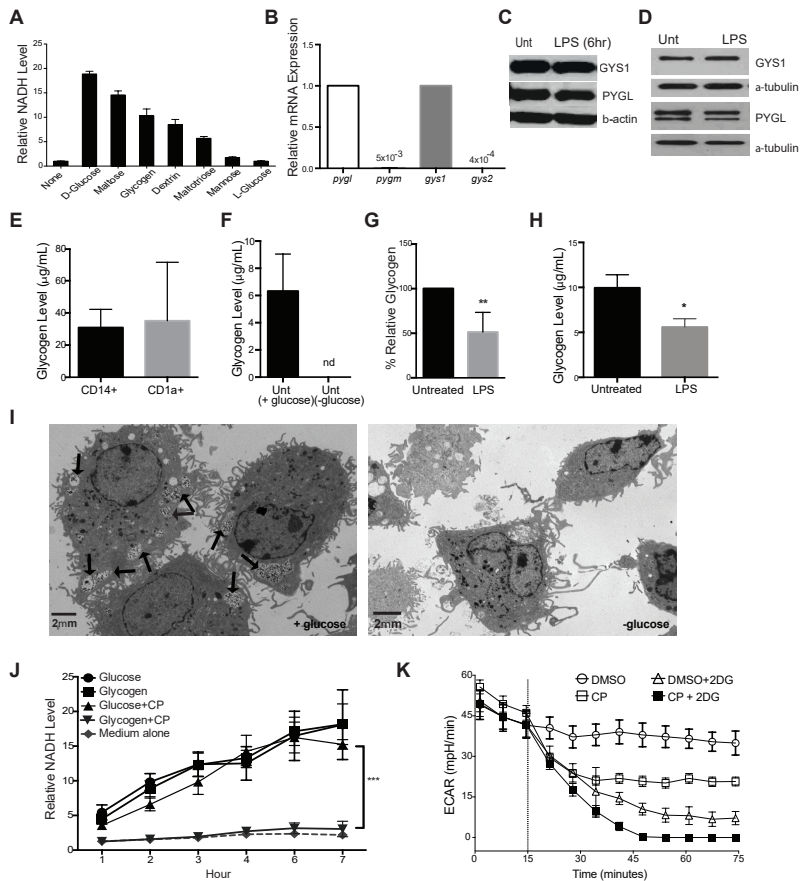 A
Relative NADH Level
25
20
15
10
5
0
None
D-Glucose
Maltose
Glycogen
Dextrin
Maltotriose
Mannose
L-Glucose
B
Relative mRNA Expression
1.5
1.0
0.5
0.0
5x10-3
4x10-4
pygl
pygm
gys1
gys2
C
Unt LPS (6hr)
GYS1
PYGL
b-actin
D
Unt LPS
GYS1
a-tubulin
PYGL
a-tubulin
E
Glycogen Level (µg/mL)
80
60
40
20
0
CD14+ CD1a+
F
Glycogen Level (µg/mL)
8
6
4
2
0
nd
Unt Unt
(+ glucose)(-glucose)
G
% Relative Glycogen
150
100
50
0
**
Untreated LPS
H
Glycogen Level (µg/mL)
15
10
5
0
*
Untreated LPS
I
2mm
+ glucose
2mm
-glucose
J
Relative NADH Level
25
20
15
10
5
0
Glucose
Glycogen
Glucose+CP
Glycogen+CP
Medium alone
***
1 2 3 4 6 7
Hour
K
ECAR (mpH/min)
60
45
30
15
0
DMSO DMSO+2DG
CP CP + 2DG
0 15 30 45 60 75
Time (minutes)